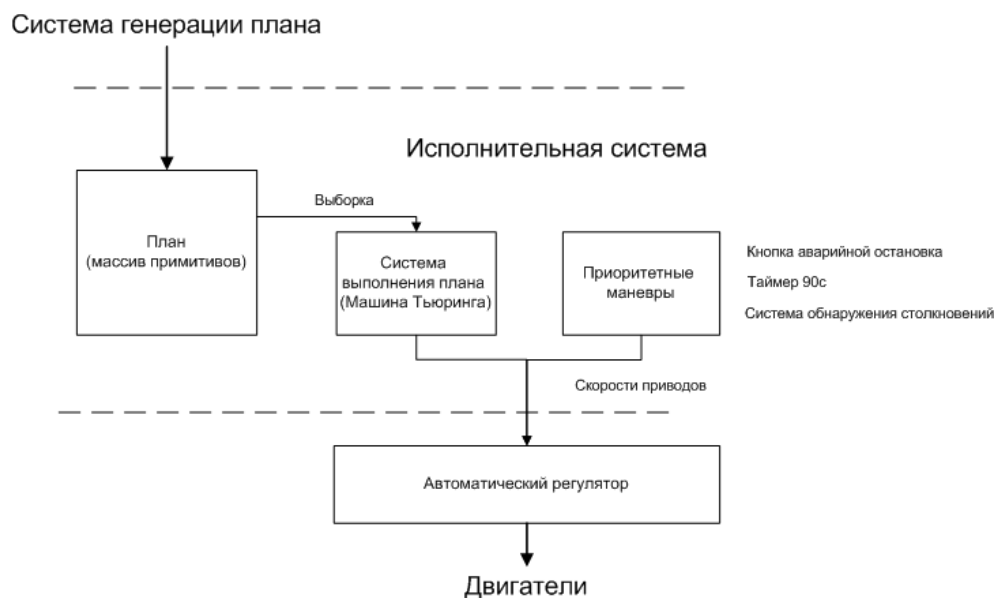 Система генерации плана
Исполнительная система
Выборка
План
(массив примитивов)
Система
выполнения плана
(Машина Тьюринга)
Приоритетные
маневры
Кнопка аварийной остановка
Таймер 90с
Система обнаружения столкновений
Скорости приводов
Автоматический регулятор
Двигатели